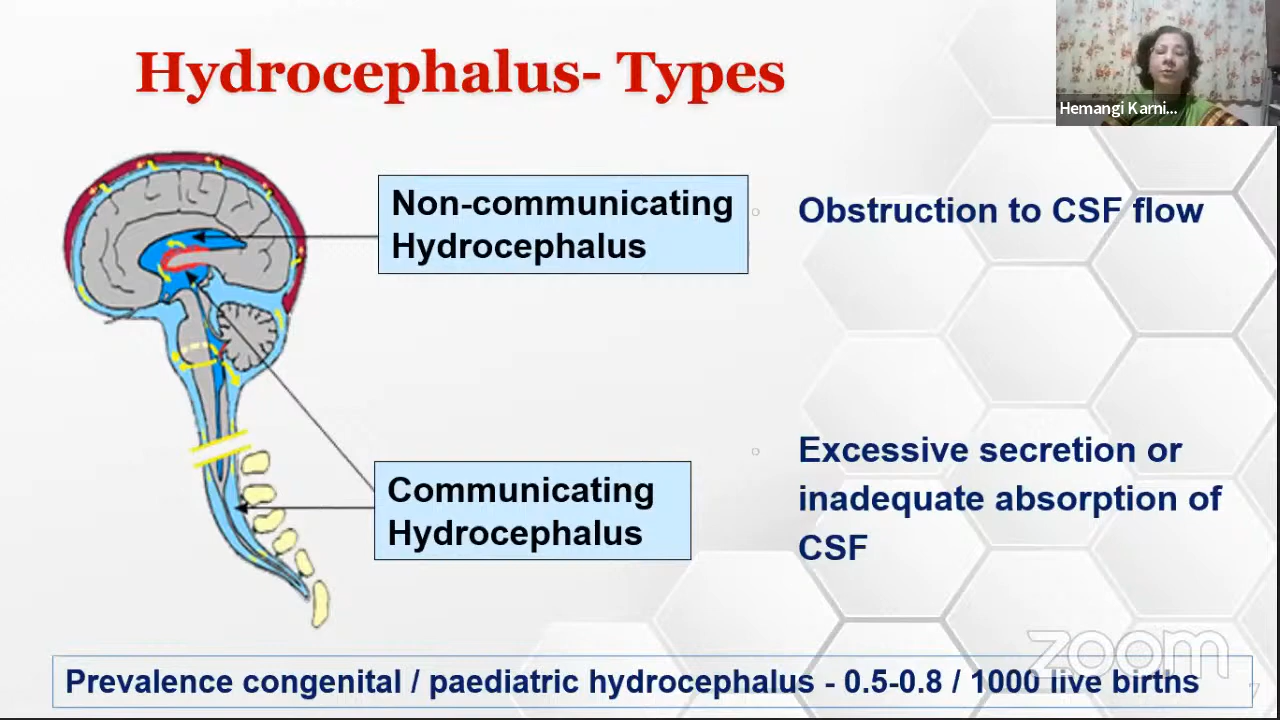 Hydrocephalus- Types
Hemangi Karni...
Non-communicating
Hydrocephalus
Obstruction to CSF flow
Communicating
Hydrocephalus
Excessive secretion or
inadequate absorption of
CSF
zoom
Prevalence congenital / paediatric hydrocephalus - 0.5-0.8 / 1000 live births
7